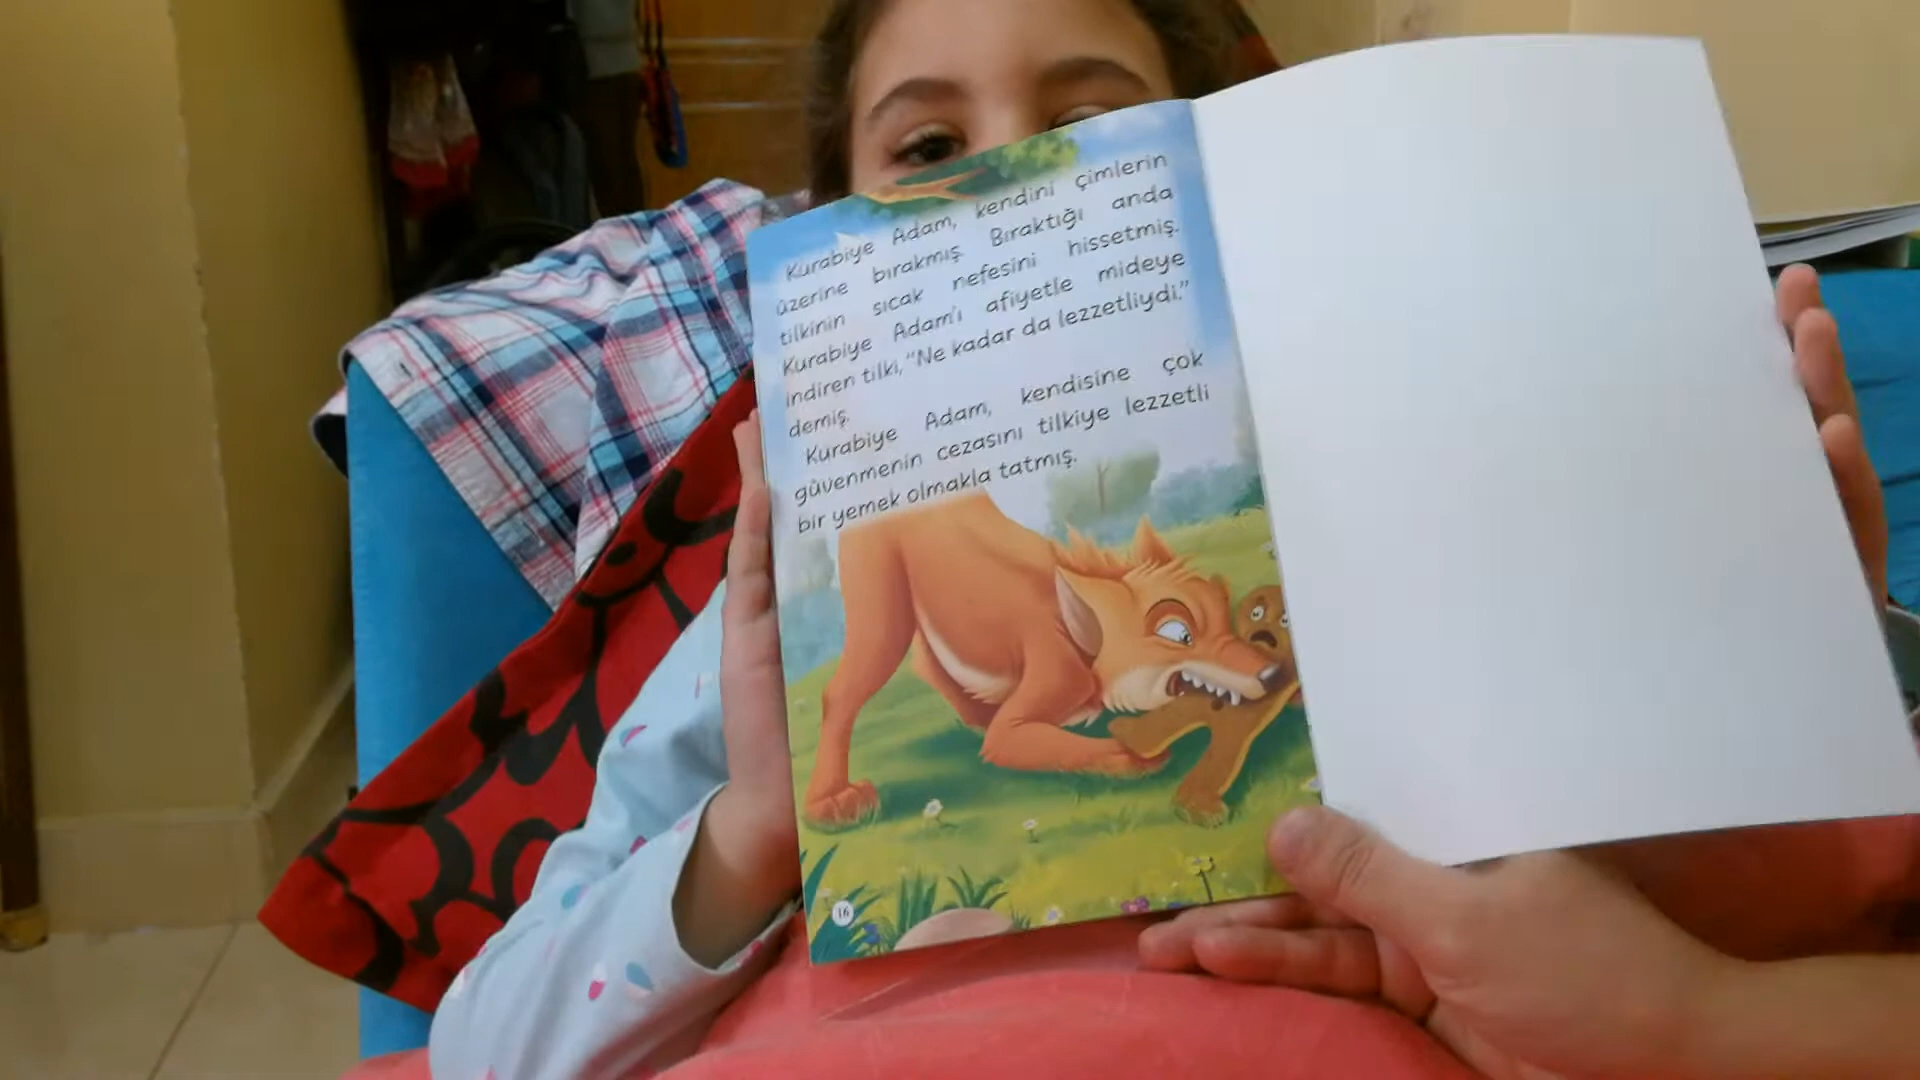 Kurabiye Adam, kendini çimlerin
üzerine bırakmış. Bıraktığı anda
tilkinin sıcak nefesini hissetmiş.
Kurabiye Adam'ı afiyetle mideye
indiren tilki, "Ne kadar da lezzetliydi."
demiş.
Kurabiye Adam, kendisine çok
güvenmenin cezasını tilkiye lezzetli
bir yemek olmakla tatmış.
16